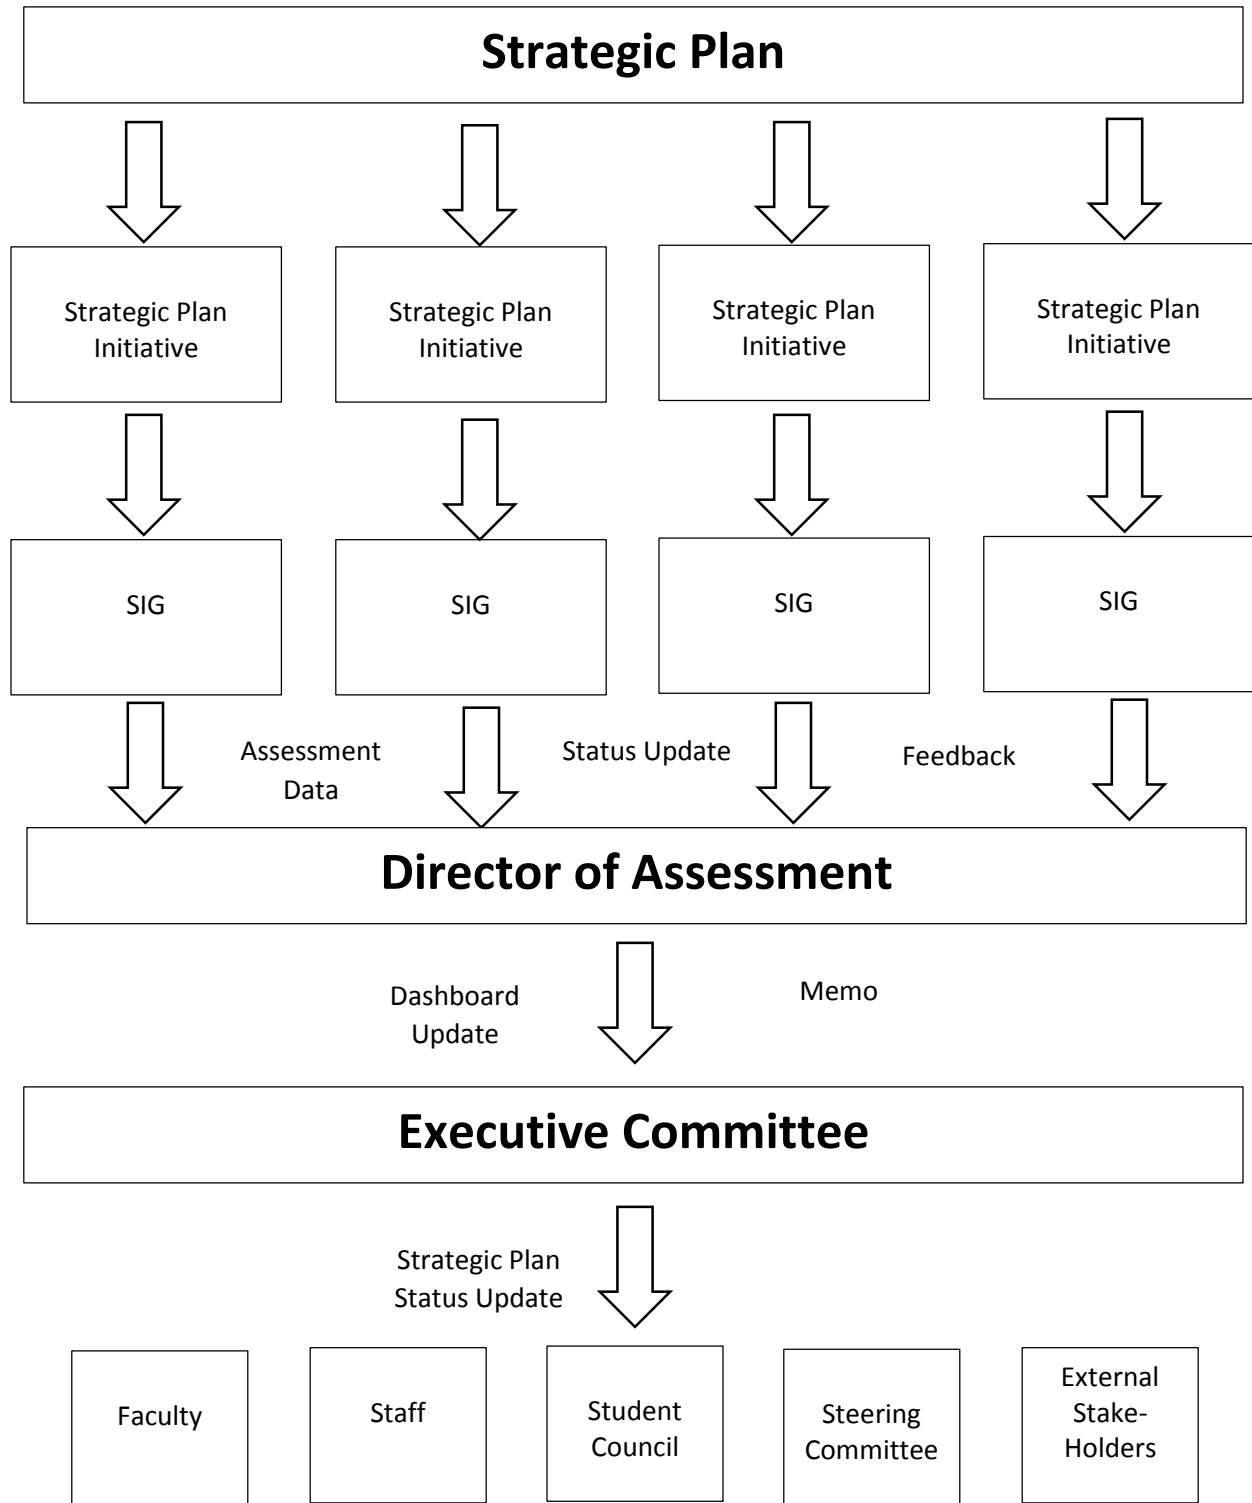 Strategic Plan
Strategic Plan
Initiative
Strategic Plan
Initiative
Strategic Plan
Initiative
Strategic Plan
Initiative
SIG
SIG
SIG
SIG
Assessment
Data
Status Update
Feedback
Director of Assessment
Dashboard
Update
Memo
Executive Committee
Strategic Plan
Status Update
Faculty
Staff
Student
Council
Steering
Committee
External
Stake-
Holders